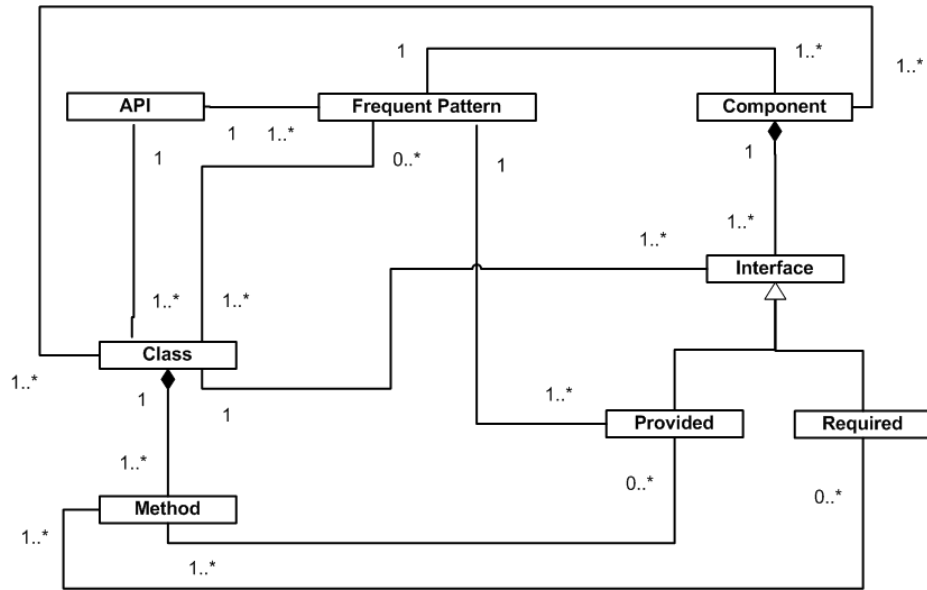 1
1..*
1..*
API
Frequent Pattern
Component
1
1..*
1
0..*
1
1
1..*
1..*
Interface
1..*
1..*
Class
1..*
1
1
1..*
Provided
Required
1..*
0..*
0..*
Method
1..*
1..*